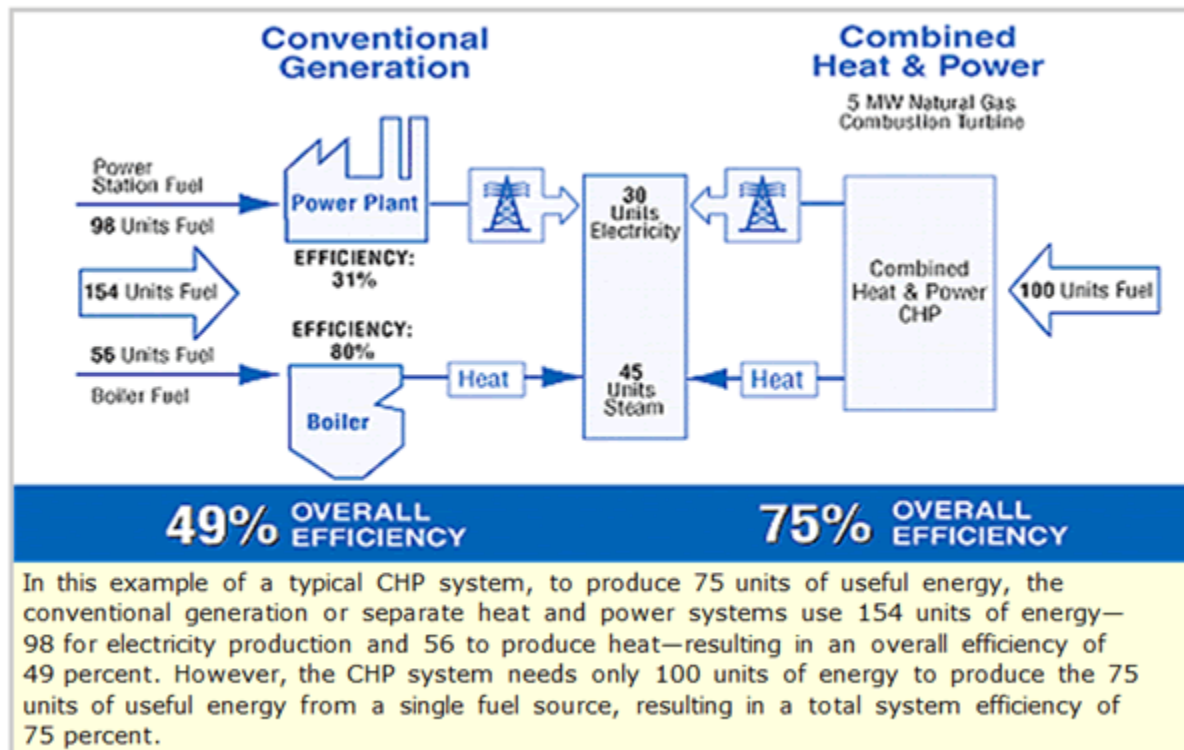 Conventional
Generation
Combined
Heat & Power
5 MW Natural Gas
Combustion Turbine
Power
Station Fuel
98 Units Fuel
Power Plant
EFFICIENCY:
31%
154 Units Fuel
EFFICIENCY:
80%
56 Units Fuel
Boiler Fuel
Boiler
Heat
30
Units
Electricity
45
Units
Steam
Heat
Combined
Heat & Power
CHP
100 Units Fuel
49% OVERALL
EFFICIENCY
75% OVERALL
EFFICIENCY
In this example of a typical CHP system, to produce 75 units of useful energy, the
conventional generation or separate heat and power systems use 154 units of energy—
98 for electricity production and 56 to produce heat—resulting in an overall efficiency of
49 percent. However, the CHP system needs only 100 units of energy to produce the 75
units of useful energy from a single fuel source, resulting in a total system efficiency of
75 percent.